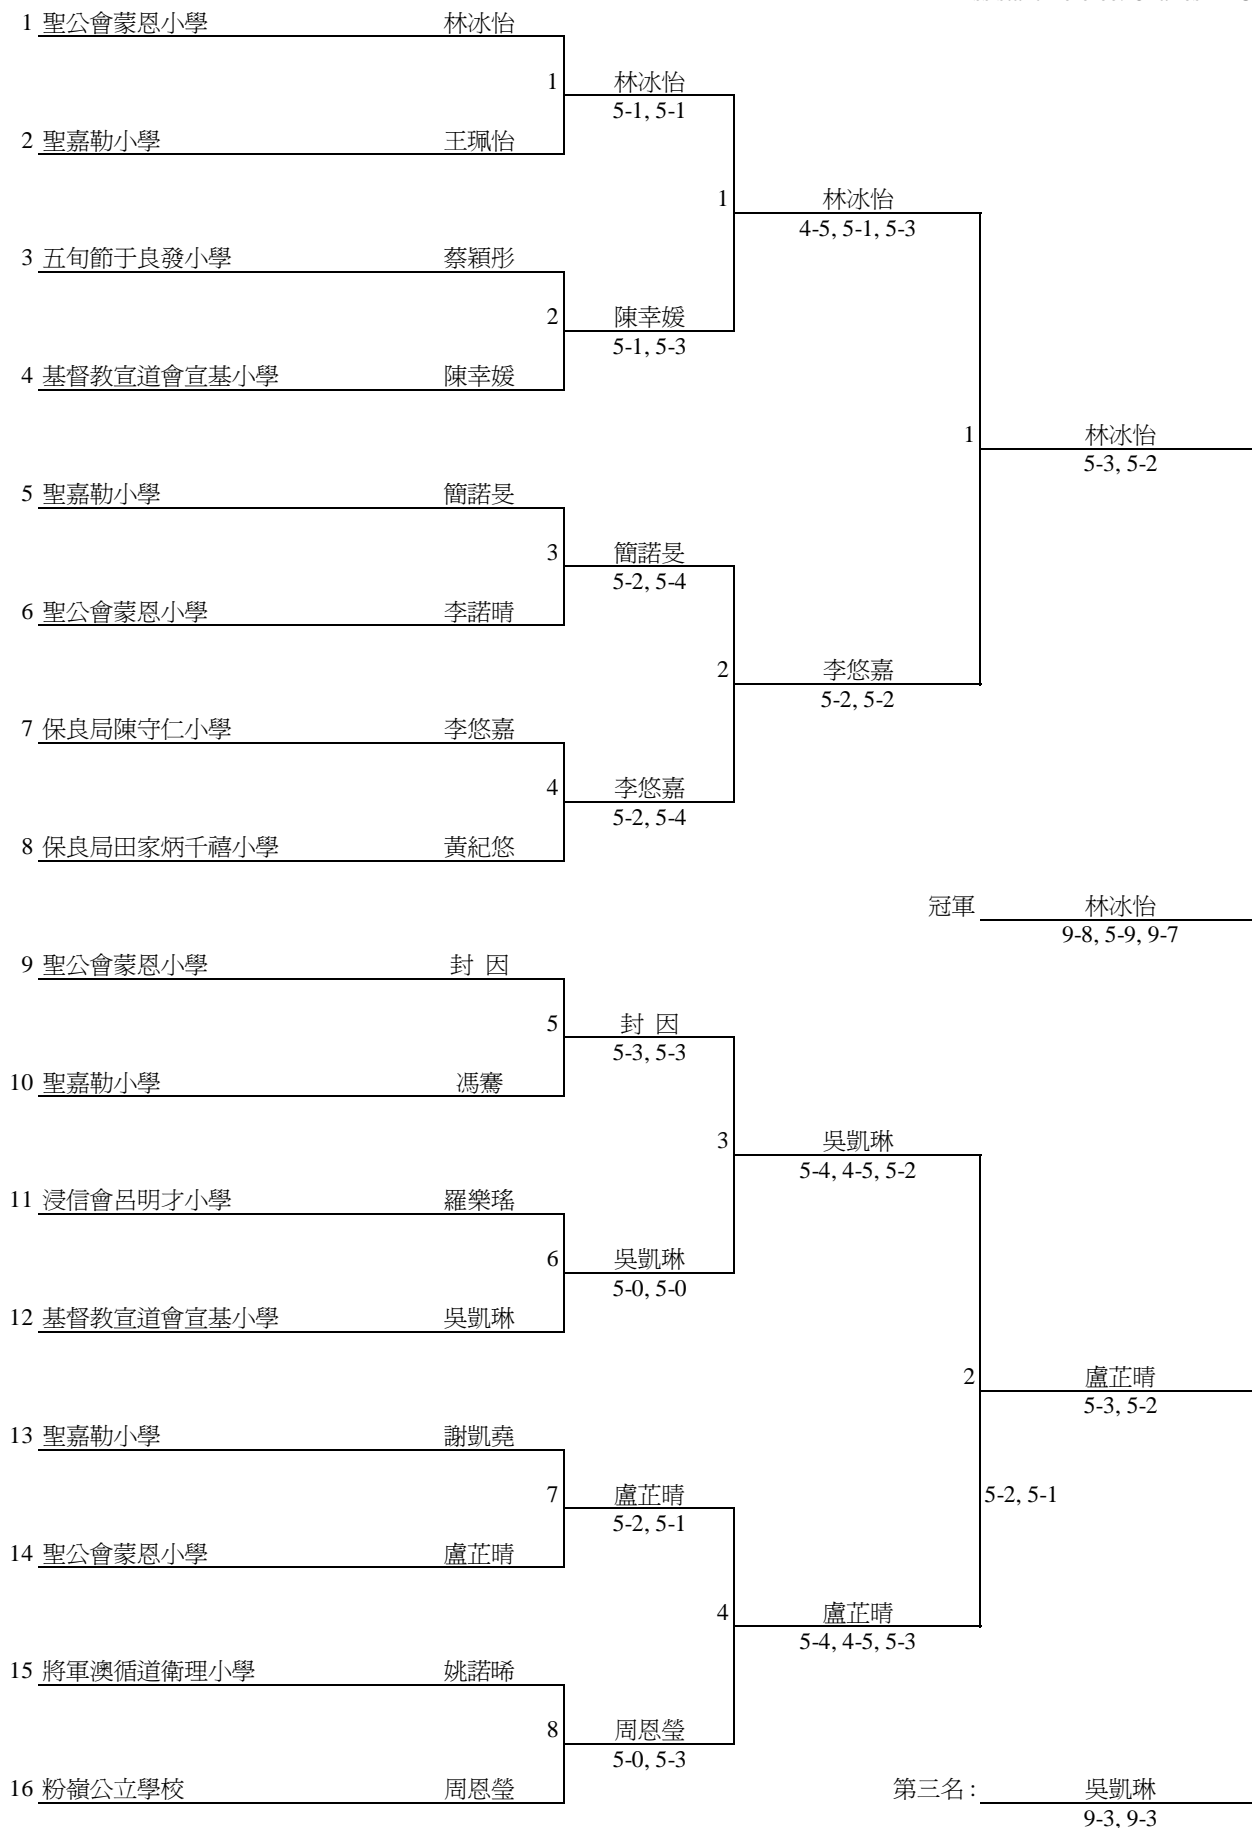 1 聖公會蒙恩小學 林冰怡
1 林冰怡
5-1, 5-1
2 聖嘉勒小學 王珮怡
1 林冰怡
4-5, 5-1, 5-3
3 五旬節于良發小學 蔡穎彤
2 陳幸媛
5-1, 5-3
4 基督教宣道會宣基小學 陳幸媛
1 林冰怡
5-3, 5-2
5 聖嘉勒小學 簡諾旻
3 簡諾旻
5-2, 5-4
6 聖公會蒙恩小學 李諾晴
2 李悠嘉
5-2, 5-2
7 保良局陳守仁小學 李悠嘉
4 李悠嘉
5-2, 5-4
8 保良局田家炳千禧小學 黃紀悠
冠軍 林冰怡
9-8, 5-9, 9-7
9 聖公會蒙恩小學 封 因
5 封 因
5-3, 5-3
10 聖嘉勒小學 馮騫
3 吳凱琳
5-4, 4-5, 5-2
11 浸信會呂明才小學 羅樂瑤
6 吳凱琳
5-0, 5-0
12 基督教宣道會宣基小學 吳凱琳
2 盧芷晴
5-3, 5-2
13 聖嘉勒小學 謝凱堯
7 盧芷晴 5-2, 5-1
5-2, 5-1
14 聖公會蒙恩小學 盧芷晴
4 盧芷晴
5-4, 4-5, 5-3
15 將軍澳循道衛理小學 姚諾晞
8 周恩瑩
5-0, 5-3
16 粉嶺公立學校 周恩瑩
第三名 : 吳凱琳
9-3, 9-3